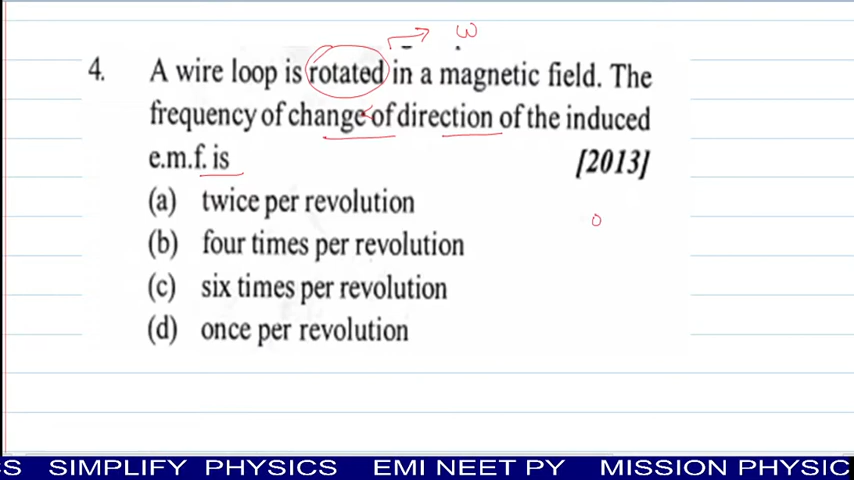 ω
4. A wire loop is rotated in a magnetic field. The
frequency of change of direction of the induced
e.m.f. is [2013]
(a) twice per revolution
(b) four times per revolution
(c) six times per revolution
(d) once per revolution
CS SIMPLIFY PHYSICS EMI NEET PY MISSION PHYSIC